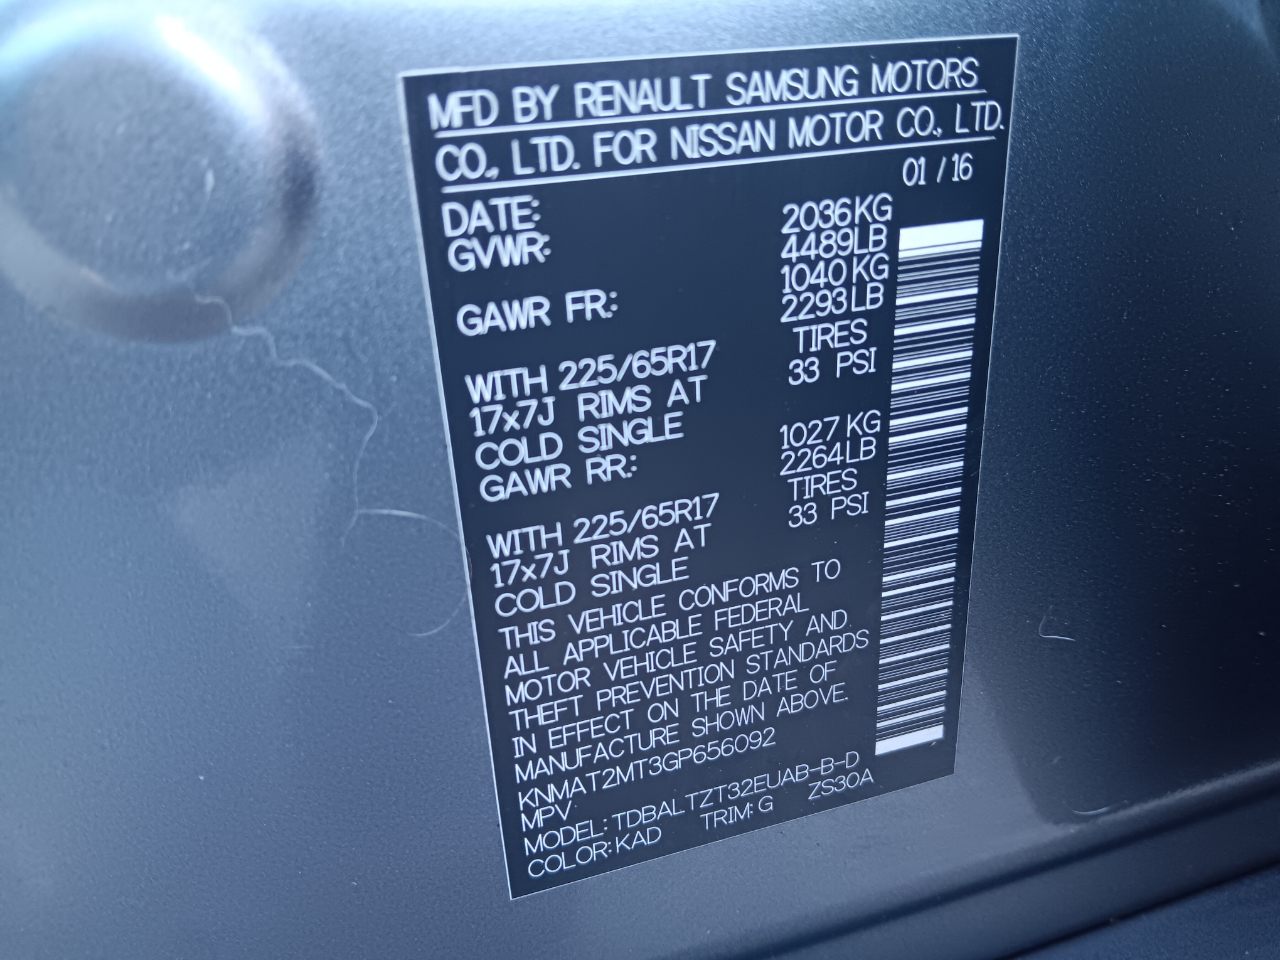 MFD BY RENAULT SAMSUNG MOTORS
CO., LTD. FOR NISSAN MOTOR CO., LTD.
DATE: 01 / 16
GVWR: 2036KG
4489LB
GAWR FR: 1040KG
2293LB
WITH 225/65R17 TIRES
17x7J RIMS AT 33 PSI
COLD SINGLE
GAWR RR: 1027KG
2264LB
WITH 225/65R17 TIRES
17x7J RIMS AT 33 PSI
COLD SINGLE
THIS VEHICLE CONFORMS TO
ALL APPLICABLE FEDERAL
MOTOR VEHICLE SAFETY AND
THEFT PREVENTION STANDARDS
IN EFFECT ON THE DATE OF
MANUFACTURE SHOWN ABOVE.
KNMAT2MT3GP656092
MPV
MODEL: TDBALTZT32EUAB-B-D
COLOR: KAD TRIM: G ZS30A